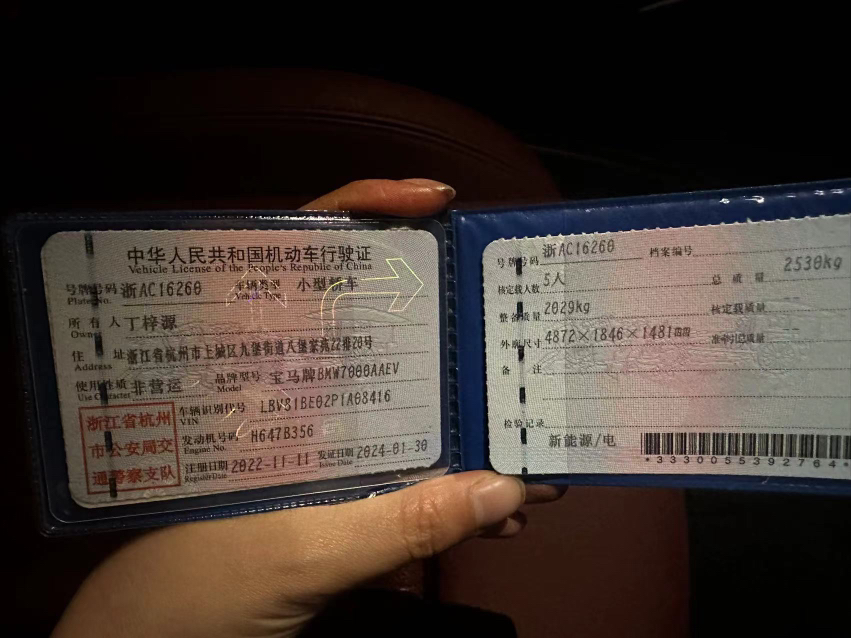 中华人民共和国机动车行驶证
Vehicle License of the People's Republic of China
号牌号码 浙AC16260 车辆类型 小型轿车
Plate No. Vehicle Type
所有人 丁梓源
Owner
住址 浙江省杭州市上城区九堡街道八堡家苑22排20号
Address
使用性质 非营运 品牌型号 宝马牌BMW7000AAEV
Use Character Model
浙江省杭州
市公安局交
通警察支队
车辆识别代号 LBV81BE02P1A08416
VIN
发动机号码 H647B356
Engine No.
注册日期 2022-11-11 发证日期 2024-01-30
Register Date Issue Date
号牌号码 浙AC16260 档案编号
核定载人数 5人 总质量 2530kg
整备质量 2029kg 核定载质量 --
外廓尺寸 4872×1846×1481mm 准牵引总质量 --
备注
检验记录
新能源/电
*3330055392764*